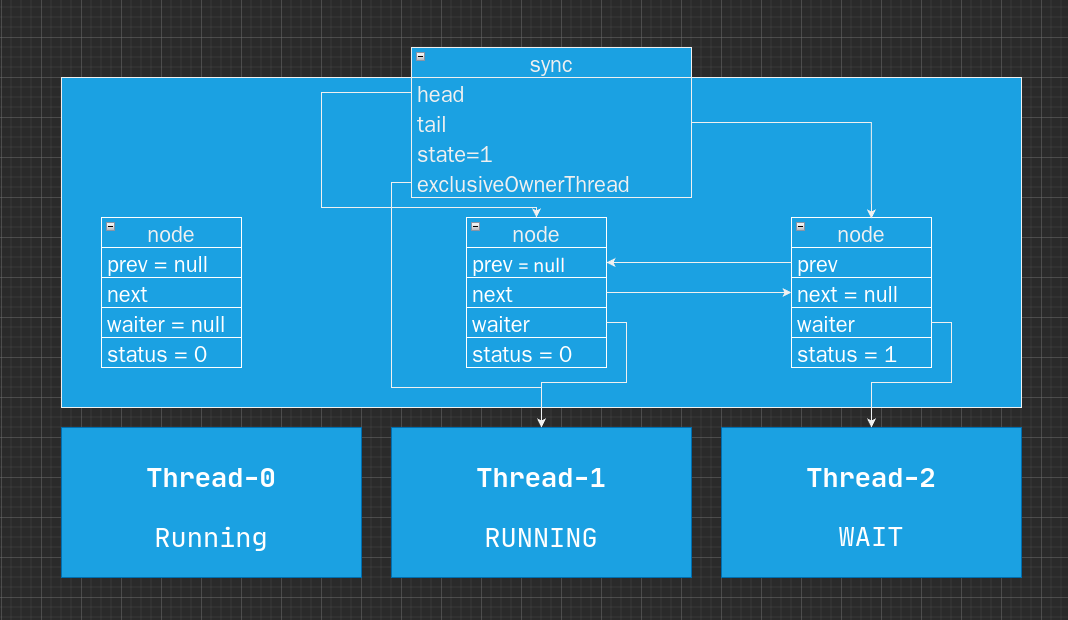 sync
head
tail
state=1
exclusiveOwnerThread
node
prev = null
next
waiter = null
status = 0
node
prev = null
next
waiter
status = 0
node
prev
next = null
waiter
status = 1
Thread-0
Running
Thread-1
RUNNING
Thread-2
WAIT